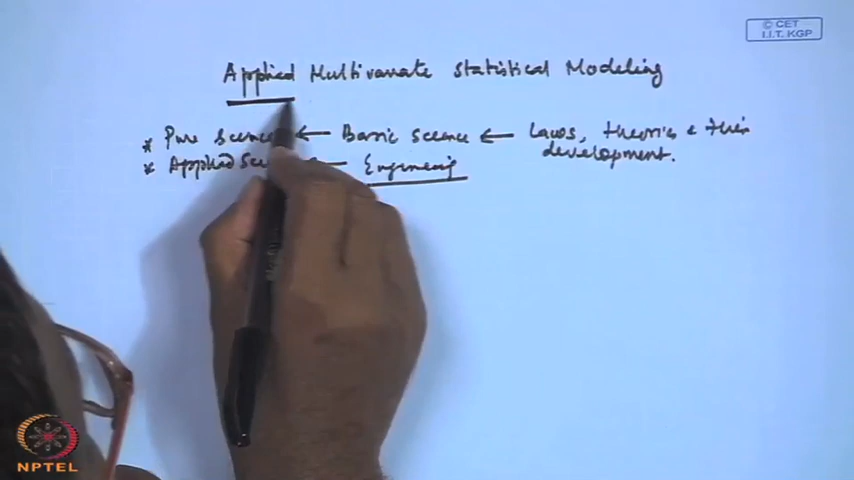 © CET
I.I.T. KGP
Applied Multivariate Statistical Modeling
* Pure Science ← Basic Science ← Laws, theories & their development.
* Applied Sc ← Engineering
NPTEL